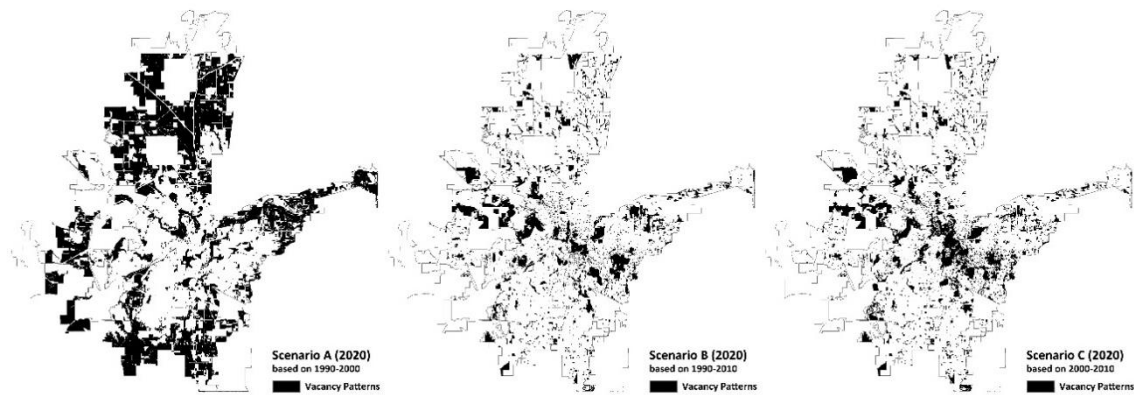 Scenario A (2020)
based on 1990-2000
Vacancy Patterns
Scenario B (2020)
based on 1990-2010
Vacancy Patterns
Scenario C (2020)
based on 2000-2010
Vacancy Patterns